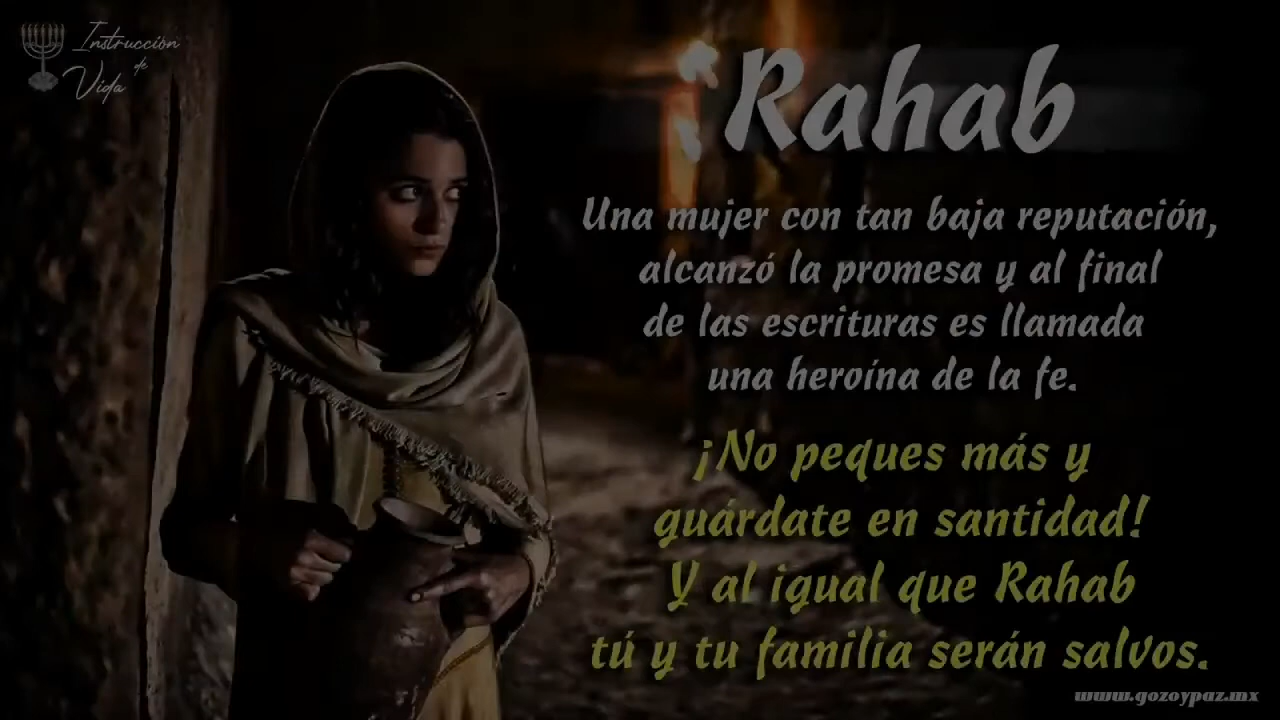 Instrucción
de
Vida
Rahab
Una mujer con tan baja reputación,
alcanzó la promesa y al final
de las escrituras es llamada
una heroína de la fe.
¡No peques más y
guárdate en santidad!
Y al igual que Rahab
tú y tu familia serán salvos.
www.gozoypaz.mx